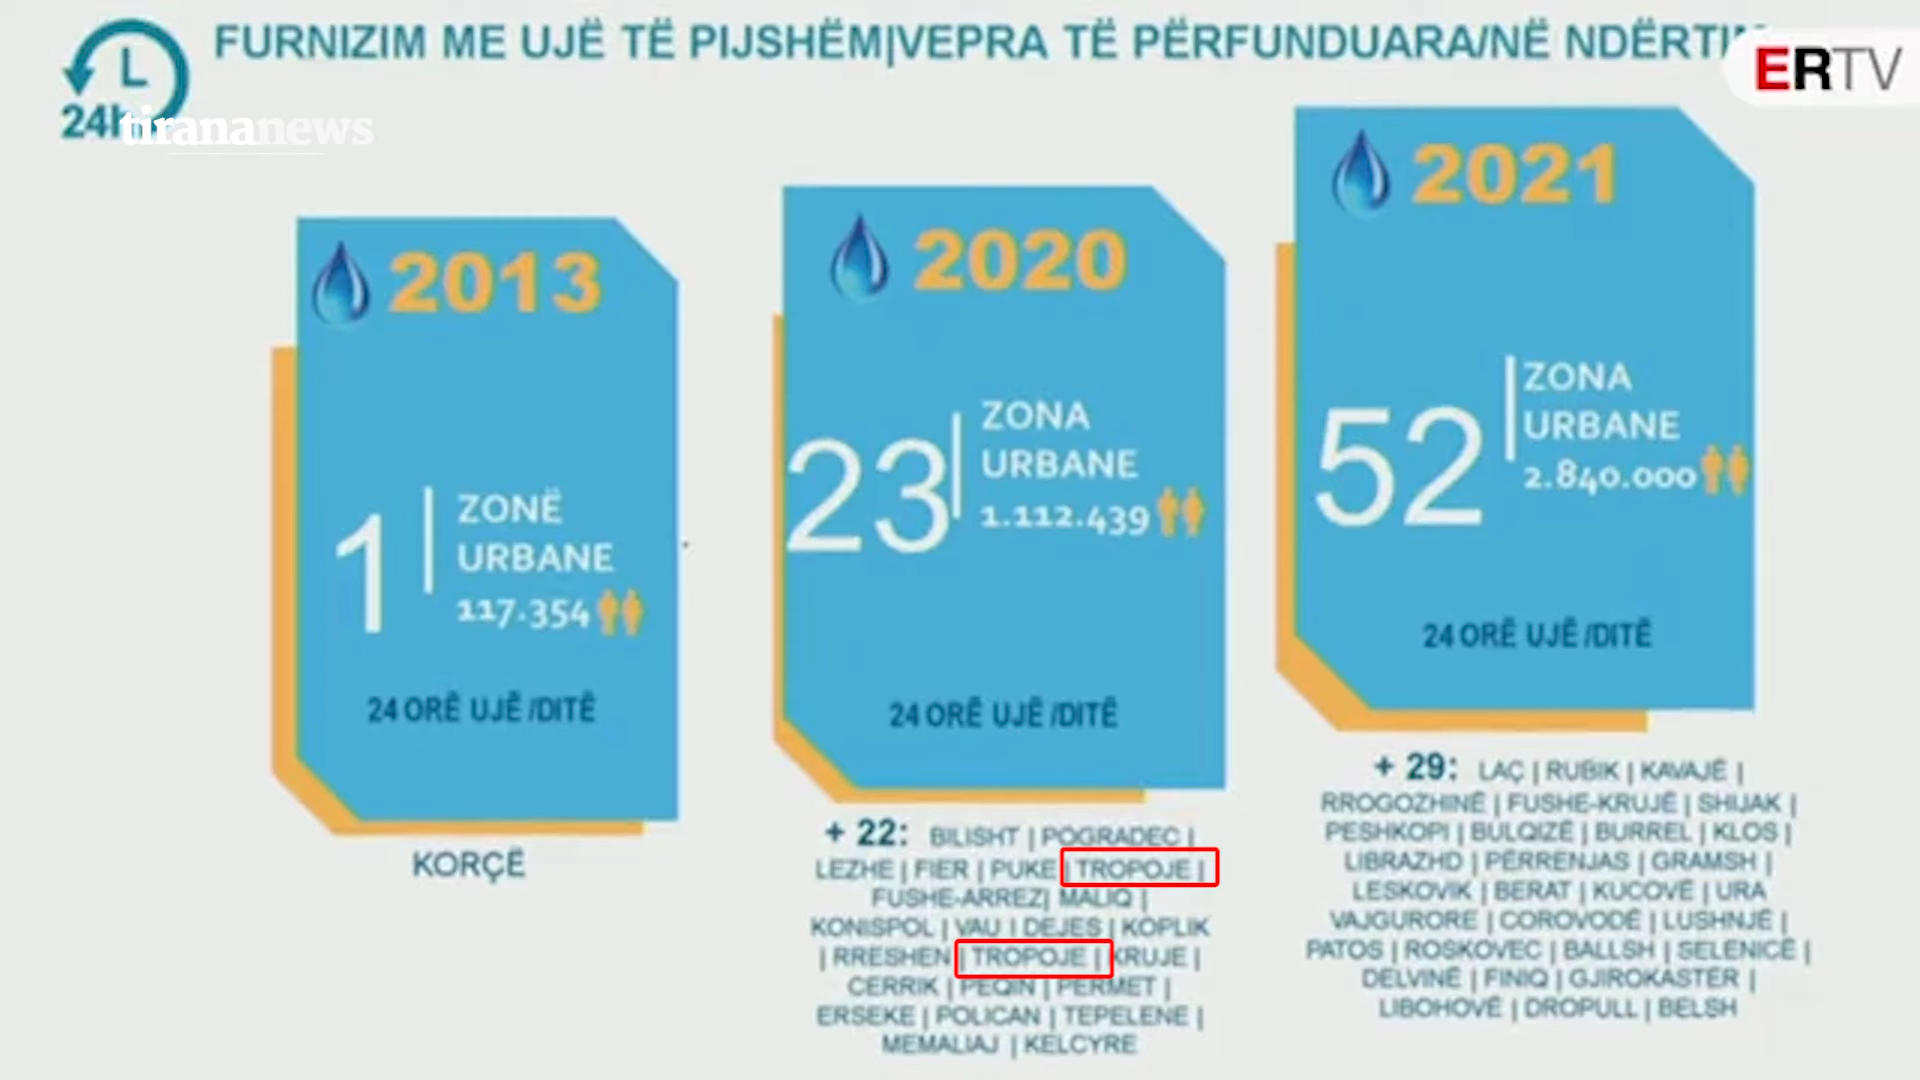 FURNIZIM ME UJË TË PIJSHËM|VEPRA TË PËRFUNDUARA/NË
24h
tirananews
ERTV
2013
1
ZONË
URBANE
117.354
24 ORË UJË /DITË
KORÇË
2020
23
ZONA
URBANE
1.112.439
24 ORË UJË /DITË
+ 22: BILISHT | POGRADEC |
LEZHE | FIER | PUKE | TROPOJE |
FUSHE-ARREZ| MALIQ |
KONISPOL | VAU I DEJES | KOPLIK
| RRESHEN | TROPOJE | KRUJE |
CERRIK | PEQIN | PERMET |
ERSEKE | POLICAN | TEPELENE |
MEMALIAJ | KELCYRE
2021
52
ZONA
URBANE
2.840.000
24 ORË UJË /DITË
+ 29: LAÇ | RUBIK | KAVAJË |
RROGOZHINË | FUSHE-KRUJË | SHIJAK |
PESHKOPI | BULQIZË | BURREL | KLOS |
LIBRAZHD | PËRRENJAS | GRAMSH |
LESKOVIK | BERAT | KUCOVË | URA
VAJGURORE | COROVODË | LUSHNJË |
PATOS | ROSKOVEC | BALLSH | SELENICË |
DELVINË | FINIQ | GJIROKASTËR |
LIBOHOVË | DROPULL | BELSH